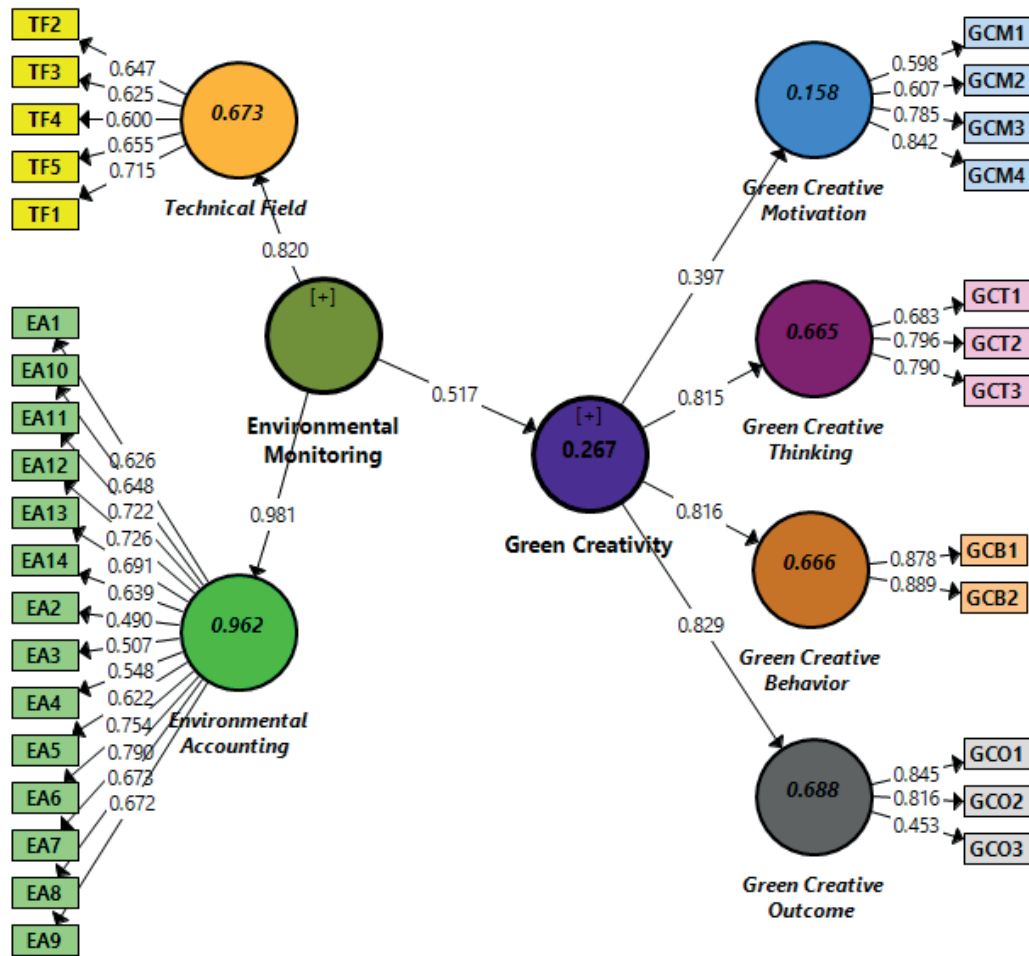 TF2
TF3
TF4
TF5
TF1
0.647
0.625
0.600
0.655
0.715
0.673
Technical Field
0.820
[+]
Environmental
Monitoring
0.517
0.981
EA1
EA10
EA11
EA12
EA13
EA14
EA2
EA3
EA4
EA5
EA6
EA7
EA8
EA9
0.626
0.648
0.722
0.726
0.691
0.639
0.490
0.507
0.548
0.622
0.754
0.790
0.673
0.672
0.962
Environmental
Accounting
[+]
0.267
Green Creativity
0.397
0.815
0.816
0.829
0.158
Green Creative
Motivation
0.598
0.607
0.785
0.842
GCM1
GCM2
GCM3
GCM4
0.665
Green Creative
Thinking
0.683
0.796
0.790
GCT1
GCT2
GCT3
0.666
Green Creative
Behavior
0.878
0.889
GCB1
GCB2
0.688
Green Creative
Outcome
0.845
0.816
0.453
GCO1
GCO2
GCO3